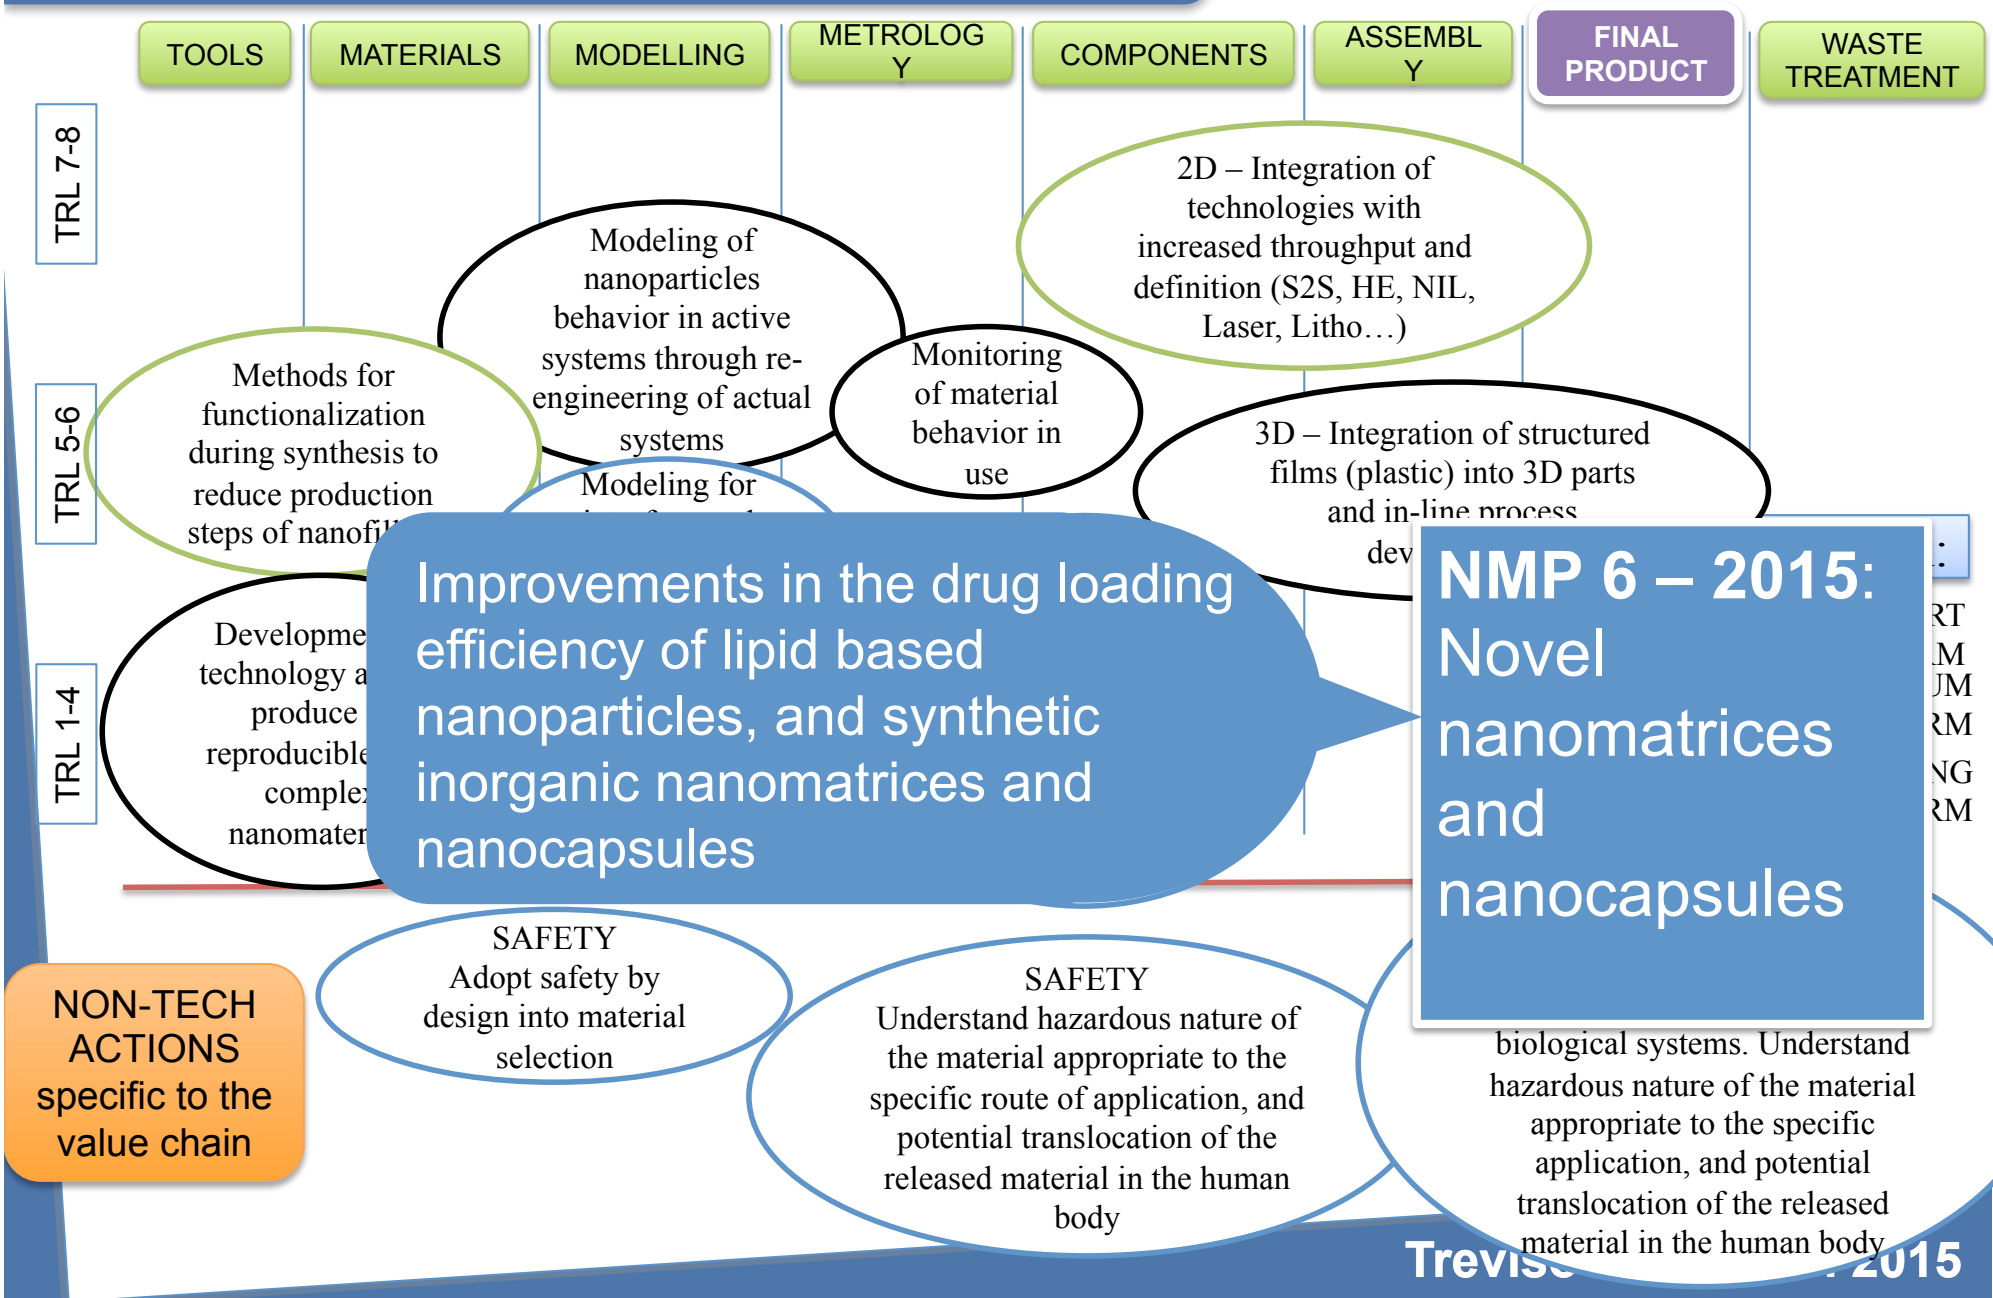 TOOLS
MATERIALS
MODELLING
METROLOG
Y
COMPONENTS
ASSEMBL
Y
FINAL
PRODUCT
WASTE
TREATMENT
TRL 7-8
TRL 5-6
TRL 1-4
2D – Integration of
technologies with
increased throughput and
definition (S2S, HE, NIL,
Laser, Litho…)
Modeling of
nanoparticles
behavior in active
systems through re-
engineering of actual
systems
Monitoring
of material
behavior in
use
Methods for
functionalization
during synthesis to
reduce production
steps of
3D – Integration of structured
films (plastic) into 3D parts
and in-line process
Modeling for
technology
produce
reproducible
Improvements in the drug loading
efficiency of lipid based
nanoparticles, and synthetic
inorganic nanomatrices and
nanocapsules
NMP 6 – 2015:
Novel
nanomatrices
and
nanocapsules
NON-TECH
ACTIONS
specific to the
value chain
SAFETY
Adopt safety by
design into material
selection
SAFETY
Understand hazardous nature of
the material appropriate to the
specific route of application, and
potential translocation of the
released material in the human
body
biological systems. Understand
hazardous nature of the material
appropriate to the specific
application, and potential
translocation of the released
material in the human body
2015